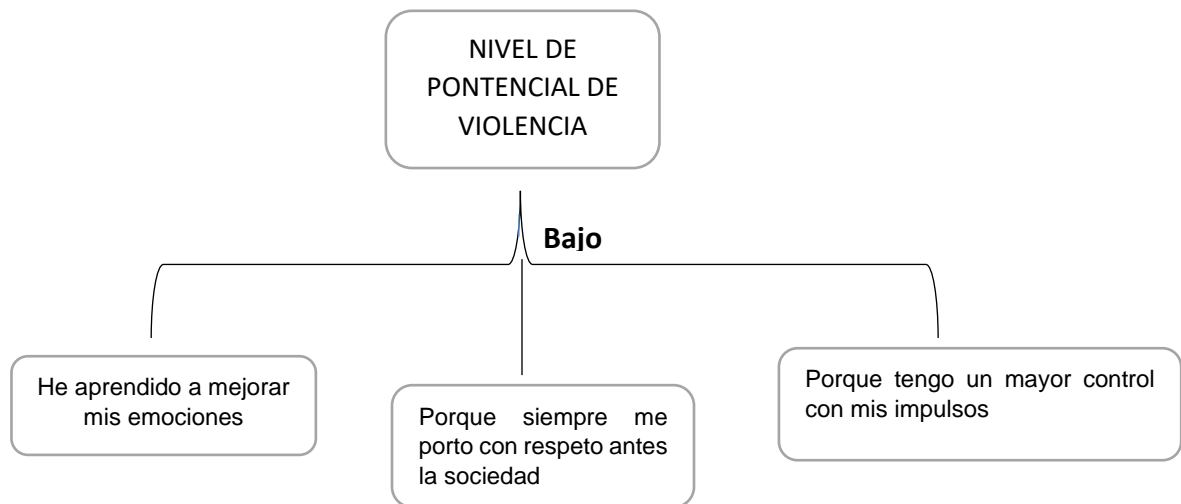 NIVEL DE
PONTENCIAL DE
VIOLENCIA
Bajo
He aprendido a mejorar
mis emociones
Porque siempre me
porto con respeto antes
la sociedad
Porque tengo un mayor control
con mis impulsos